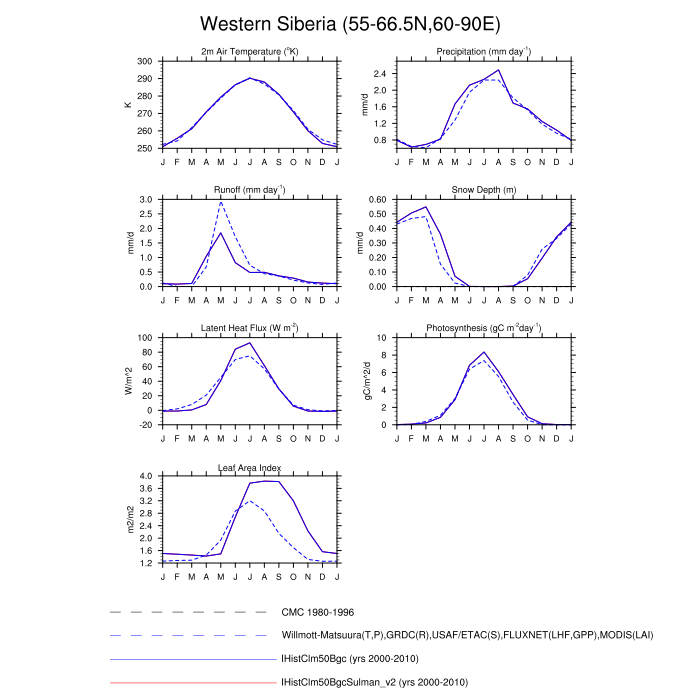 Western Siberia (55-66.5N,60-90E)
2m Air Temperature (°K)
300
290
280
270
260
250
K
J F M A M J J A S O N D J
Precipitation (mm day-1)
2.4
2.0
1.6
1.2
0.8
mm/d
J F M A M J J A S O N D J
Runoff (mm day-1)
3.0
2.5
2.0
1.5
1.0
0.5
0.0
mm/d
J F M A M J J A S O N D J
Snow Depth (m)
0.60
0.50
0.40
0.30
0.20
0.10
0.00
mm/d
J F M A M J J A S O N D J
Latent Heat Flux (W m-2)
100
80
60
40
20
0
-20
W/m^2
J F M A M J J A S O N D J
Photosynthesis (gC m-2day-1)
10
8
6
4
2
0
gC/m^2/d
J F M A M J J A S O N D J
Leaf Area Index
4.0
3.6
3.2
2.8
2.4
2.0
1.6
1.2
m2/m2
J F M A M J J A S O N D J
CMC 1980-1996
Willmott-Matsuura(T,P),GRDC(R),USAF/ETAC(S),FLUXNET(LHF,GPP),MODIS(LAI)
IHistClm50Bgc (yrs 2000-2010)
IHistClm50BgcSulman_v2 (yrs 2000-2010)